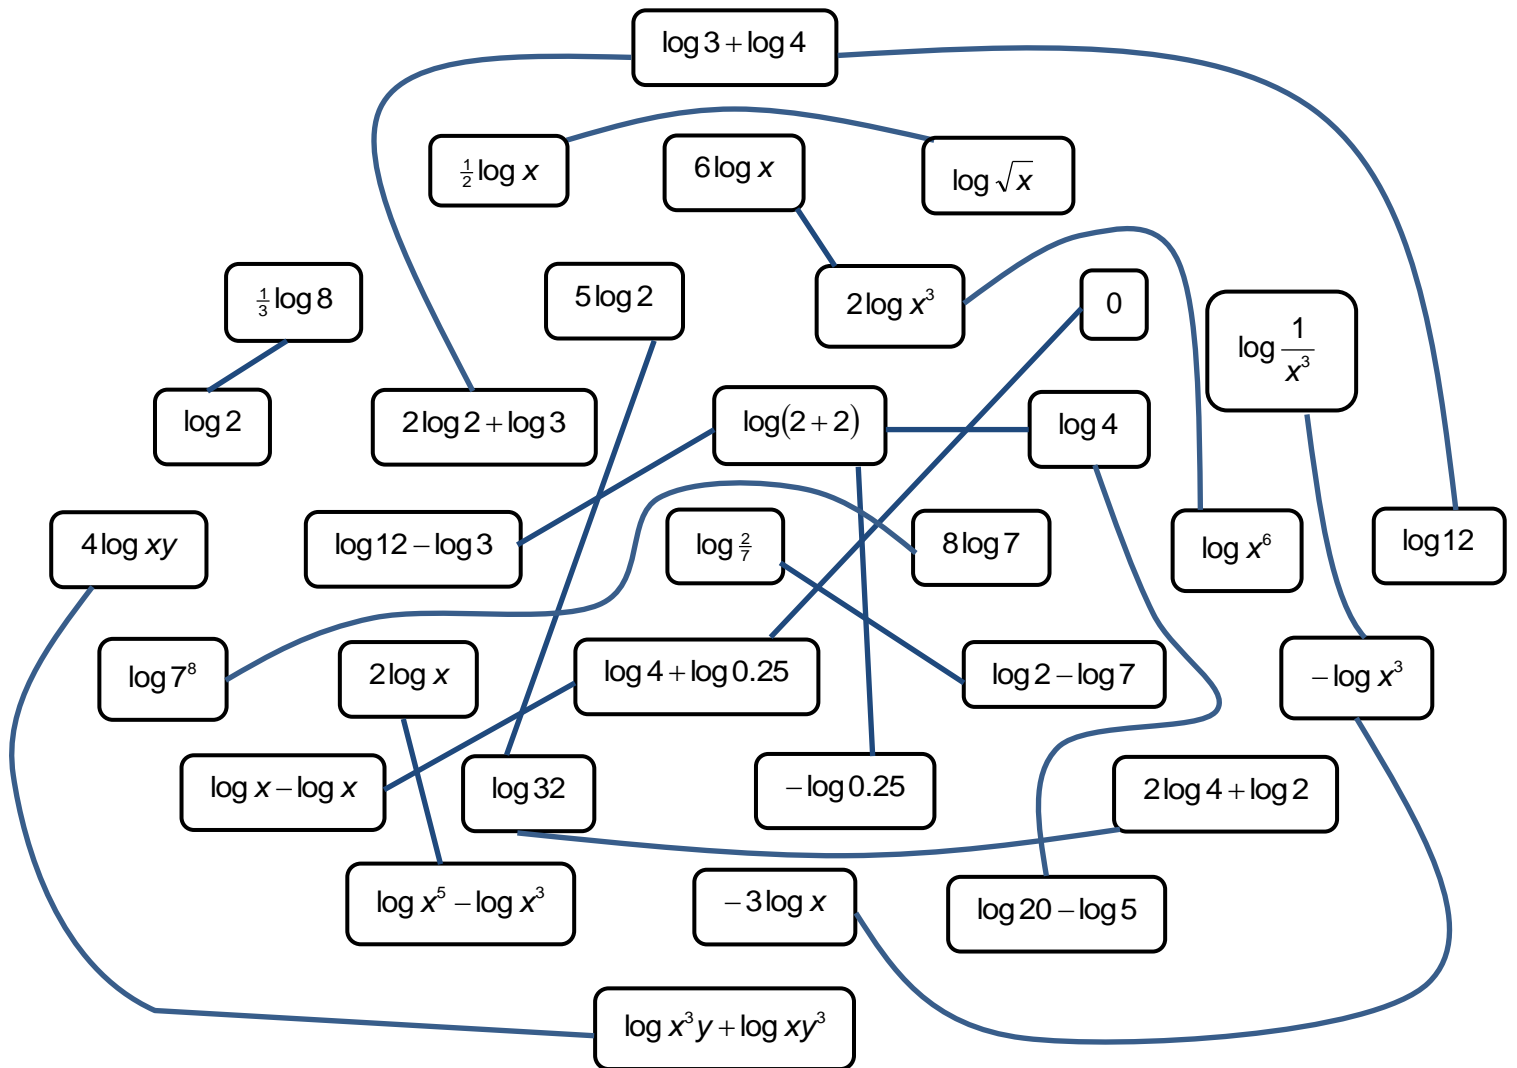 log 3 + log 4
½ log x
6 log x
log √x
⅓ log 8
5 log 2
2 log x³
0
log 1/x³
log 2
2 log 2 + log 3
log(2 + 2)
log 4
4 log xy
log 12 − log 3
log 2/7
8 log 7
log x⁶
log 12
log 7⁸
2 log x
log 4 + log 0.25
log 2 − log 7
− log x³
log x − log x
log 32
− log 0.25
2 log 4 + log 2
log x⁵ − log x³
− 3 log x
log 20 − log 5
log x³y + log xy³